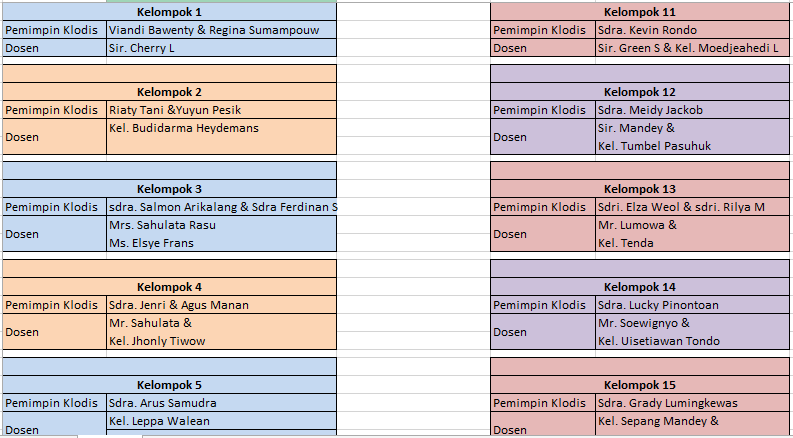 Kelompok 1
Pemimpin Klodis Viandi Bawenty & Regina Sumampouw
Dosen Sir. Cherry L
Kelompok 2
Pemimpin Klodis Riaty Tani &Yuyun Pesik
Dosen Kel. Budidarma Heydemans
Kelompok 3
Pemimpin Klodis sdra. Salmon Arikalang & Sdra Ferdinan S
Dosen Mrs. Sahulata Rasu
Ms. Elsye Frans
Kelompok 4
Pemimpin Klodis Sdra. Jenri & Agus Manan
Dosen Mr. Sahulata &
Kel. Jhonly Tiwow
Kelompok 5
Pemimpin Klodis Sdra. Arus Samudra
Dosen Kel. Leppa Walean
Kelompok 11
Pemimpin Klodis Sdra. Kevin Rondo
Dosen Sir. Green S & Kel. Moedjeahedi L
Kelompok 12
Pemimpin Klodis Sdra. Meidy Jackob
Dosen Sir. Mandey &
Kel. Tumbel Pasuhuk
Kelompok 13
Pemimpin Klodis Sdri. Elza Weol & sdri. Rilya M
Dosen Mr. Lumowa &
Kel. Tenda
Kelompok 14
Pemimpin Klodis Sdra. Lucky Pinontoan
Dosen Mr. Soewignyo &
Kel. Uisetiawan Tondo
Kelompok 15
Pemimpin Klodis Sdra. Grady Lumingkewas
Dosen Kel. Sepang Mandey &